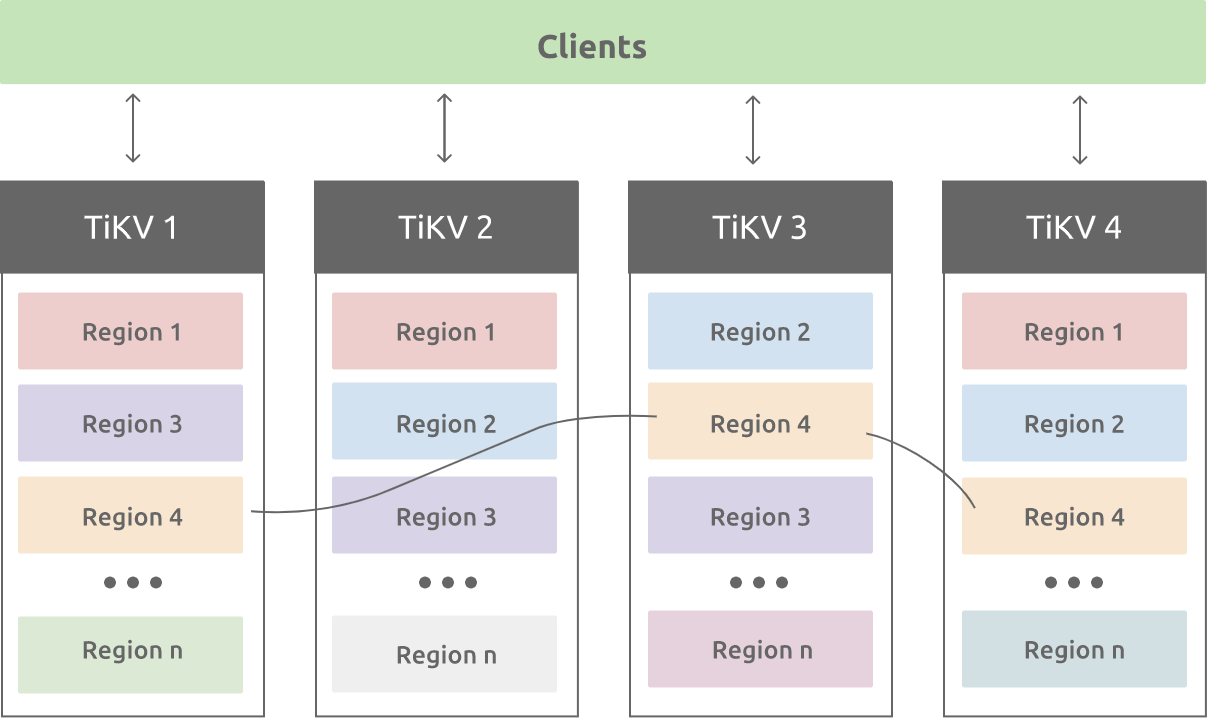 Clients
TiKV 1
TiKV 2
TiKV 3
TiKV 4
Region 1
Region 3
Region 4
Region n
Region 1
Region 2
Region 3
Region n
Region 2
Region 4
Region 3
Region n
Region 1
Region 2
Region 4
Region n